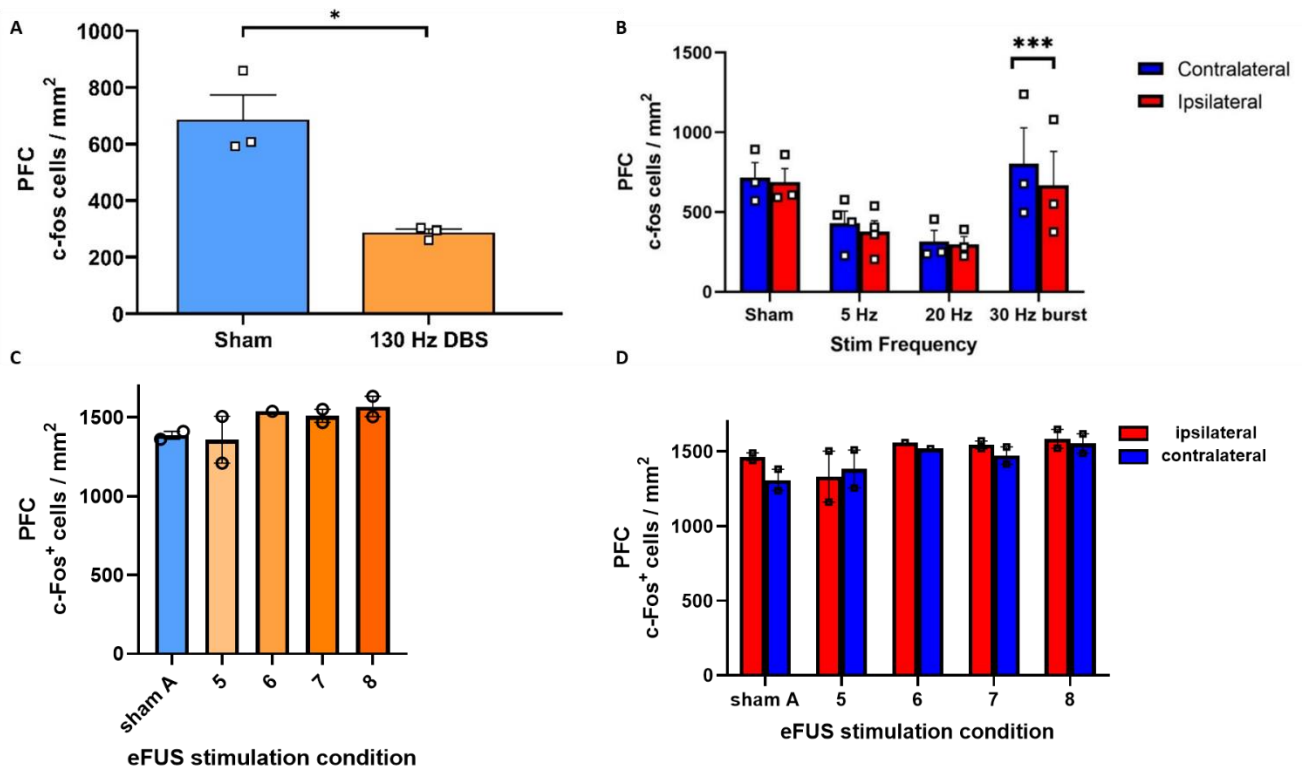 A
*
1000
800
600
400
200
0
PFC
c-fos cells / mm²
Sham
130 Hz DBS
B
***
1500
1000
500
0
PFC
c-fos cells / mm²
Sham
5 Hz
20 Hz
30 Hz burst
Stim Frequency
Contralateral
Ipsilateral
C
1500
1000
500
0
PFC
c-Fos⁺ cells / mm²
sham A
5
6
7
8
eFUS stimulation condition
D
1500
1000
500
0
PFC
c-Fos⁺ cells / mm²
sham A
5
6
7
8
eFUS stimulation condition
ipsilateral
contralateral